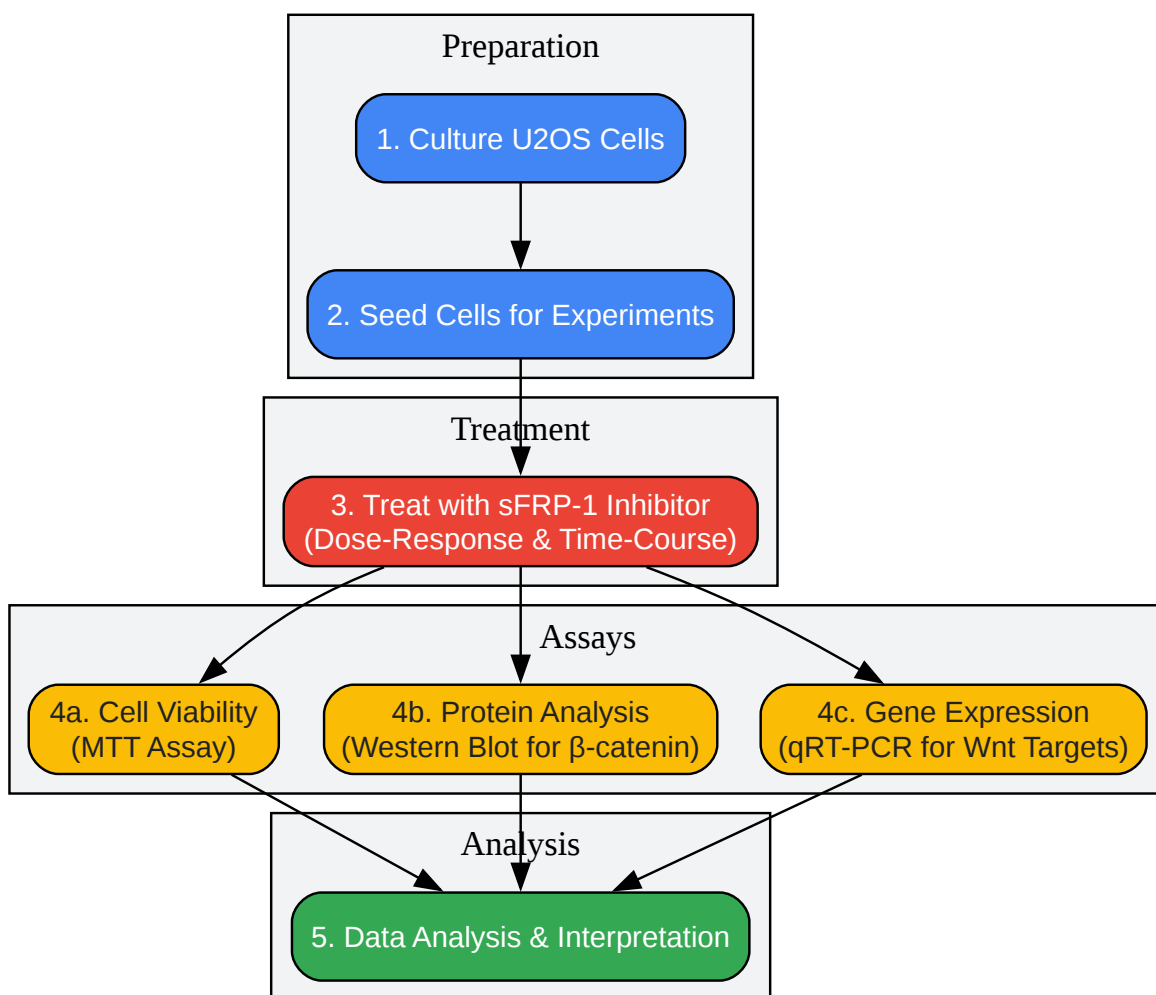 Preparation
1. Culture U2OS Cells
2. Seed Cells for Experiments
Treatment
3. Treat with sFRP-1 Inhibitor
(Dose-Response & Time-Course)
Assays
4a. Cell Viability
(MTT Assay)
4b. Protein Analysis
(Western Blot for β-catenin)
4c. Gene Expression
(qRT-PCR for Wnt Targets)
Analysis
5. Data Analysis & Interpretation